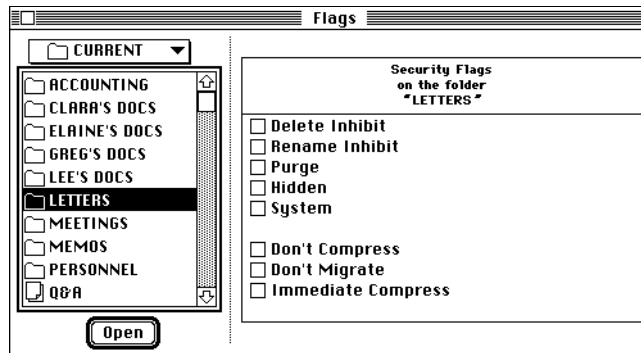 Flags
CURRENT
ACCOUNTING
CLARA'S DOCS
ELAINE'S DOCS
GREG'S DOCS
LEE'S DOCS
LETTERS
MEETINGS
MEMOS
PERSONNEL
Q&A
Open
Security Flags
on the folder
"LETTERS"
Delete Inhibit
Rename Inhibit
Purge
Hidden
System
Don't Compress
Don't Migrate
Immediate Compress